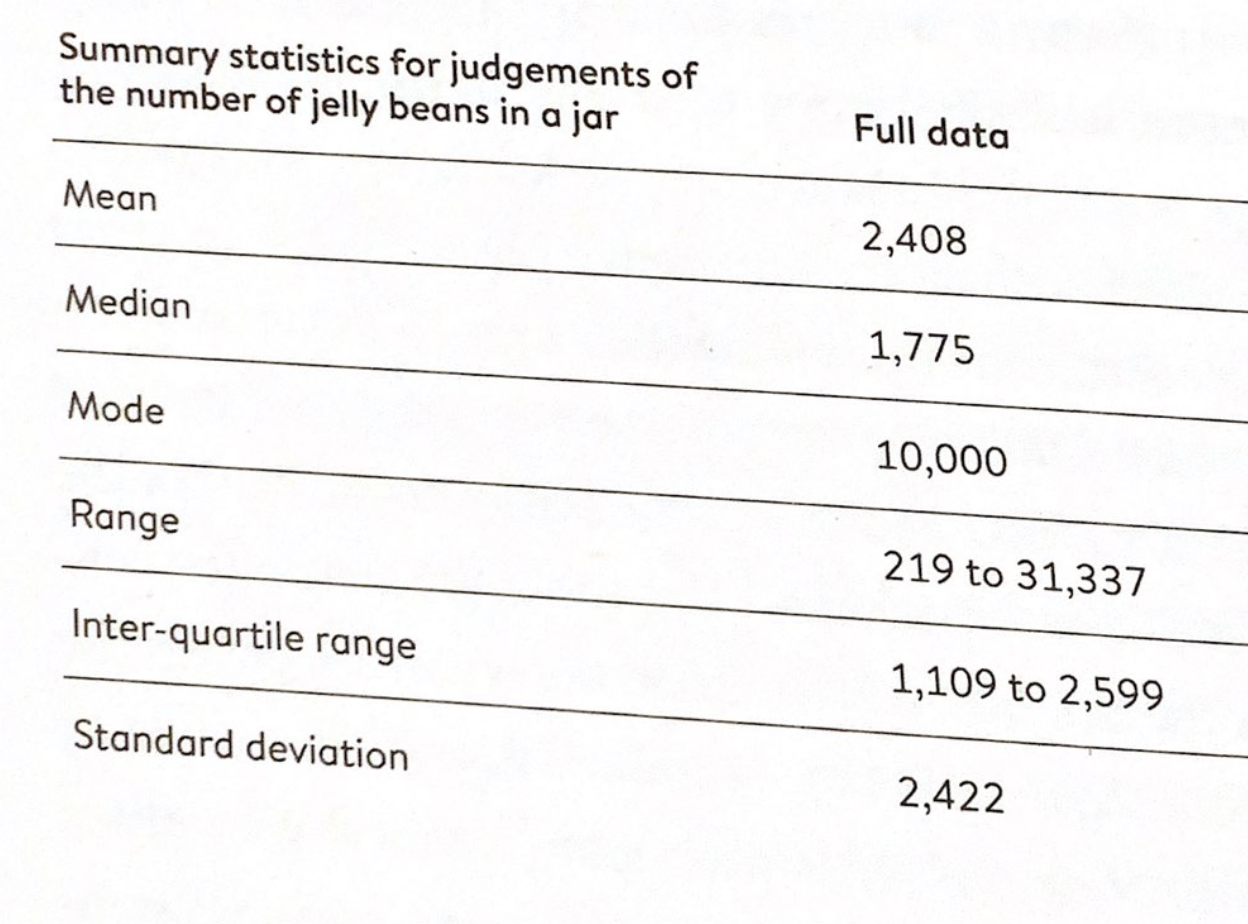 Summary statistics for judgements of
the number of jelly beans in a jar
Full data
Mean
2,408
Median
1,775
Mode
10,000
Range
219 to 31,337
Inter-quartile range
1,109 to 2,599
Standard deviation
2,422